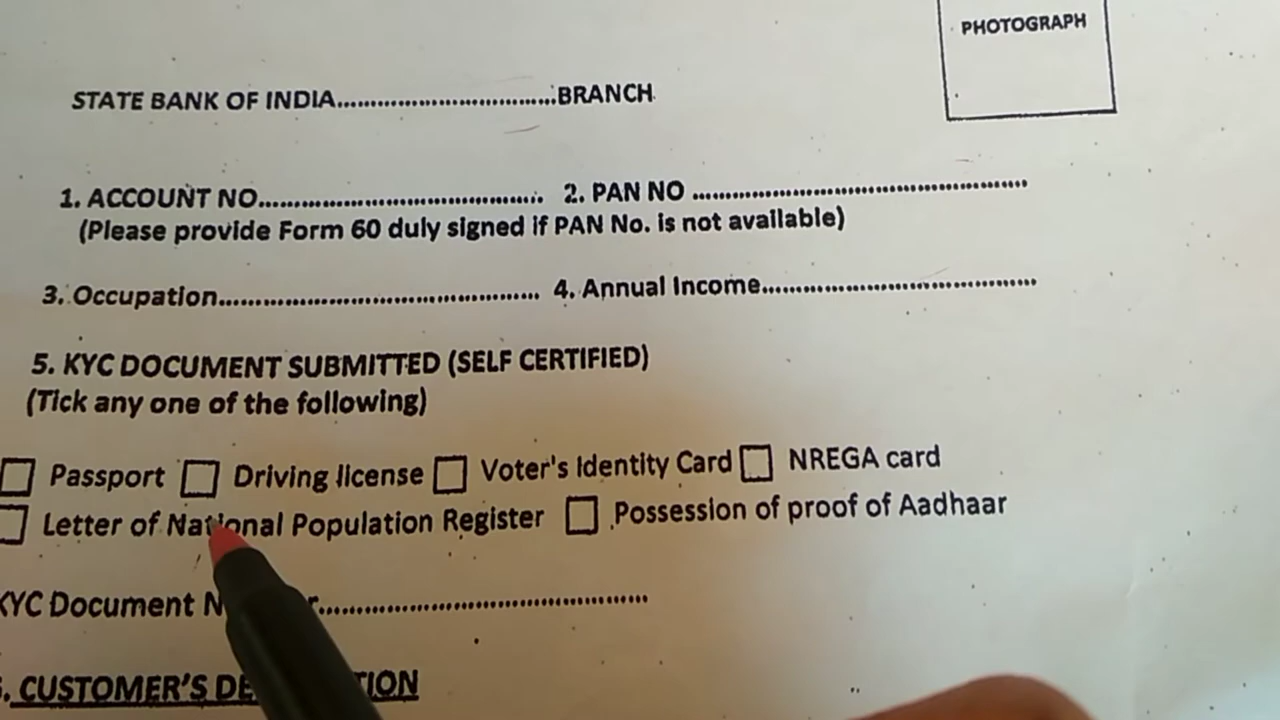 PHOTOGRAPH
STATE BANK OF INDIA................................BRANCH
1. ACCOUNT NO....................................... 2. PAN NO .............................................
(Please provide Form 60 duly signed if PAN No. is not available)
3. Occupation............................................ 4. Annual Income.....................................
5. KYC DOCUMENT SUBMITTED (SELF CERTIFIED)
(Tick any one of the following)
Passport Driving license Voter's Identity Card NREGA card
Letter of National Population Register Possession of proof of Aadhaar
KYC Document .............................................
CUSTOMER'S